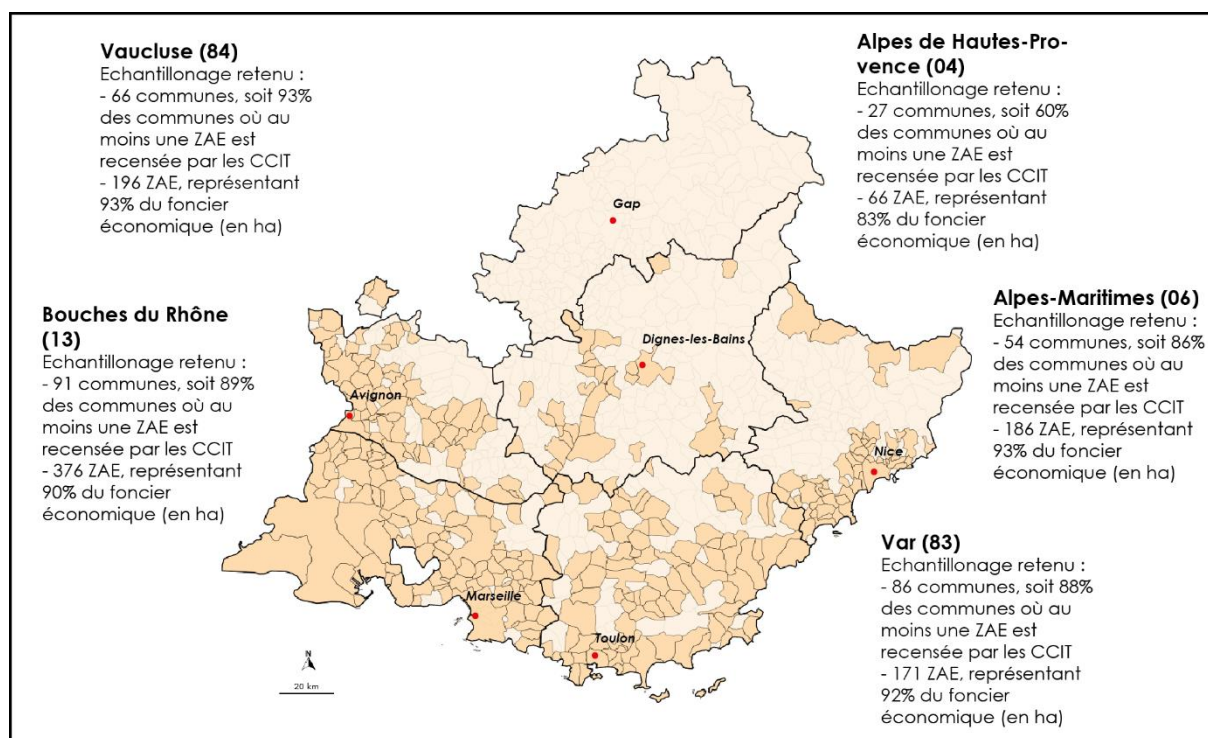 Vaucluse (84)
Echantillonage retenu :
- 66 communes, soit 93%
des communes où au
moins une ZAE est
recensée par les CCIT
- 196 ZAE, représentant
93% du foncier
économique (en ha)
Alpes de Hautes-Pro-
vence (04)
Echantillonage retenu :
- 27 communes, soit 60%
des communes où au
moins une ZAE est
recensée par les CCIT
- 66 ZAE, représentant
83% du foncier
économique (en ha)
Gap
Bouches du Rhône
(13)
Echantillonage retenu :
- 91 communes, soit 89%
des communes où au
moins une ZAE est
recensée par les CCIT
- 376 ZAE, représentant
90% du foncier
économique (en ha)
Dignes-les-Bains
Avignon
Alpes-Maritimes (06)
Echantillonage retenu :
- 54 communes, soit 86%
des communes où au
moins une ZAE est
recensée par les CCIT
- 186 ZAE, représentant
93% du foncier
économique (en ha)
Nice
Var (83)
Echantillonage retenu :
- 86 communes, soit 88%
des communes où au
moins une ZAE est
recensée par les CCIT
- 171 ZAE, représentant
92% du foncier
économique (en ha)
Marseille
Toulon
N
20 km